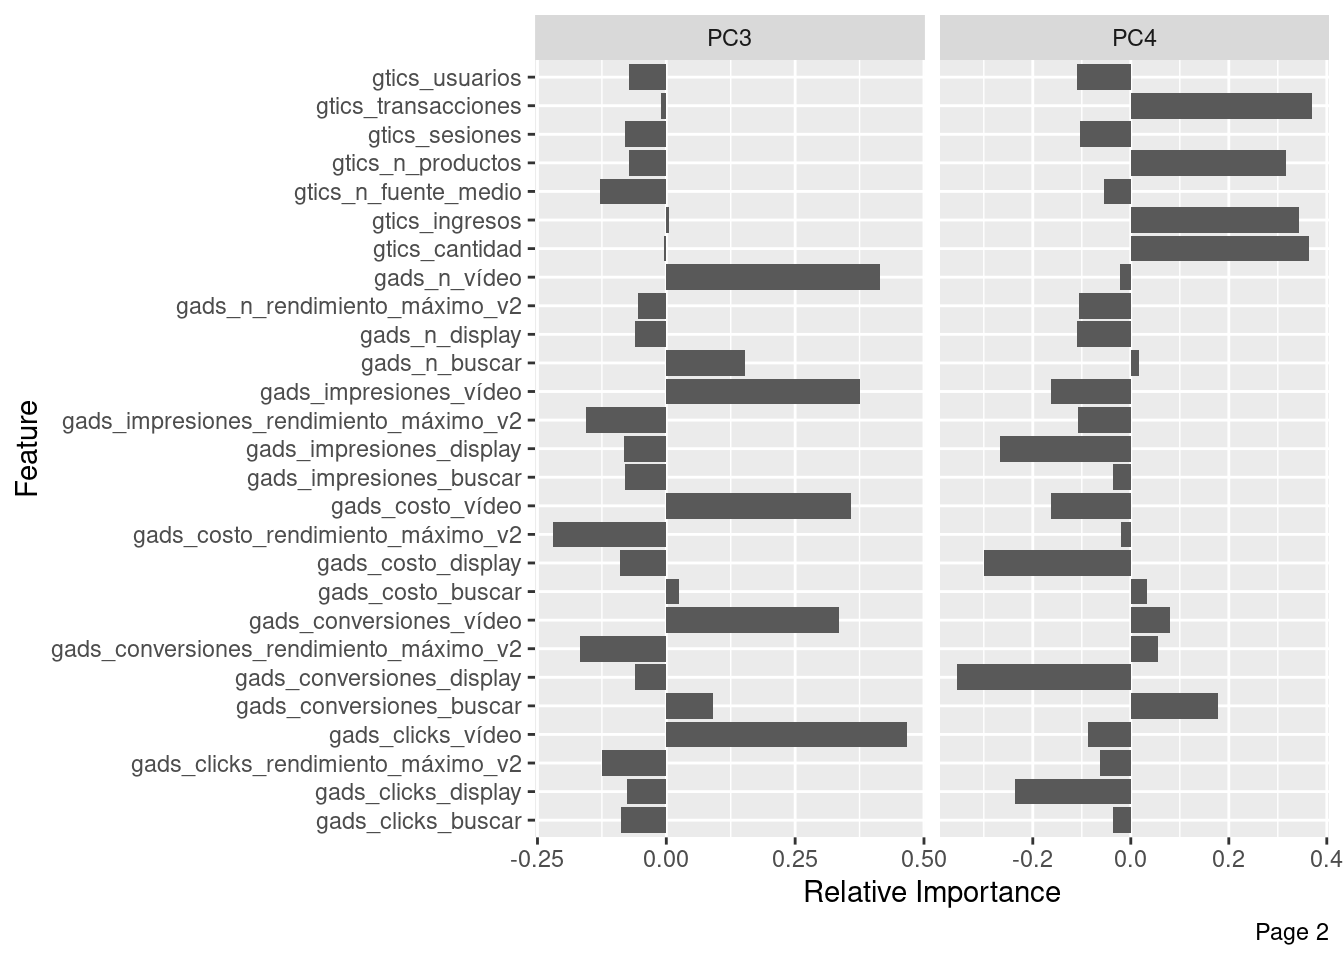 PC3 PC4
gtics_usuarios
gtics_transacciones
gtics_sesiones
gtics_n_productos
gtics_n_fuente_medio
gtics_ingresos
gtics_cantidad
gads_n_vídeo
gads_n_rendimiento_máximo_v2
gads_n_display
gads_n_buscar
gads_impresiones_vídeo
gads_impresiones_rendimiento_máximo_v2
gads_impresiones_display
gads_impresiones_buscar
gads_costo_vídeo
gads_costo_rendimiento_máximo_v2
gads_costo_display
gads_costo_buscar
gads_conversiones_vídeo
gads_conversiones_rendimiento_máximo_v2
gads_conversiones_display
gads_conversiones_buscar
gads_clicks_vídeo
gads_clicks_rendimiento_máximo_v2
gads_clicks_display
gads_clicks_buscar
Feature
-0.25 0.00 0.25 0.50 -0.2 0.0 0.2 0.4
Relative Importance
Page 2